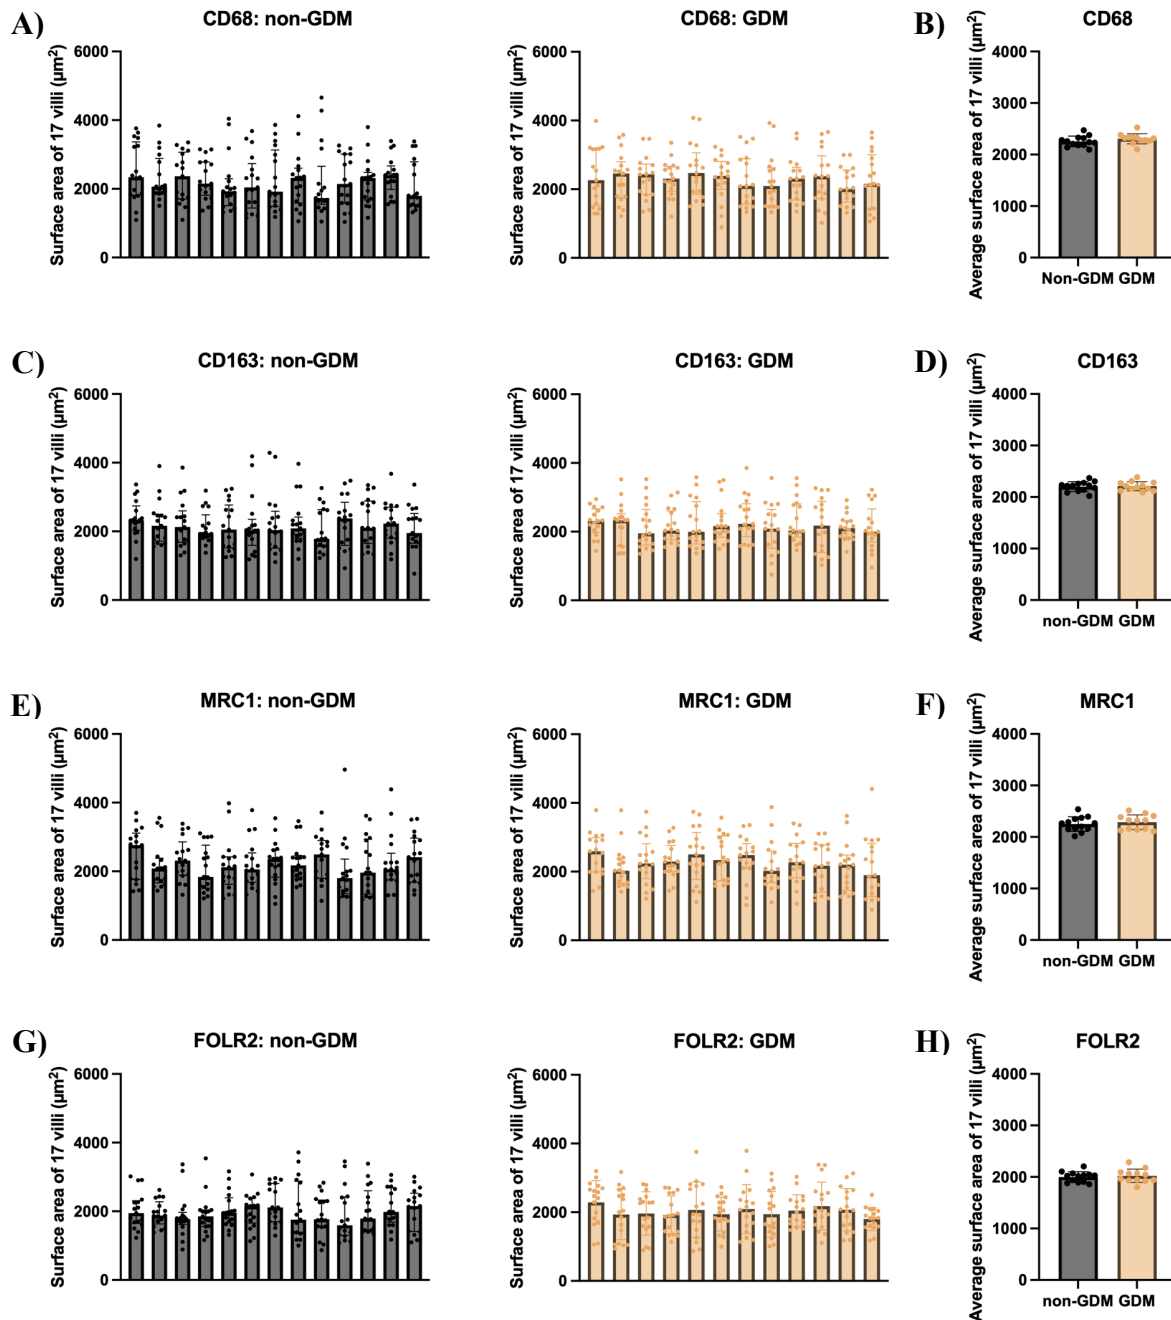 A)
CD68: non-GDM
CD68: GDM
B)
CD68
Surface area of 17 villi (µm²)
6000
4000
2000
0
Surface area of 17 villi (µm²)
6000
4000
2000
0
Average surface area of 17 villi (µm²)
4000
3000
2000
1000
0
Non-GDM GDM
C)
CD163: non-GDM
CD163: GDM
D)
CD163
Surface area of 17 villi (µm²)
6000
4000
2000
0
Surface area of 17 villi (µm²)
6000
4000
2000
0
Average surface area of 17 villi (µm²)
4000
3000
2000
1000
0
non-GDM GDM
E)
MRC1: non-GDM
MRC1: GDM
F)
MRC1
Surface area of 17 villi (µm²)
6000
4000
2000
0
Surface area of 17 villi (µm²)
6000
4000
2000
0
Average surface area of 17 villi (µm²)
4000
3000
2000
1000
0
non-GDM GDM
G)
FOLR2: non-GDM
FOLR2: GDM
H)
FOLR2
Surface area of 17 villi (µm²)
6000
4000
2000
0
Surface area of 17 villi (µm²)
6000
4000
2000
0
Average surface area of 17 villi (µm²)
4000
3000
2000
1000
0
non-GDM GDM